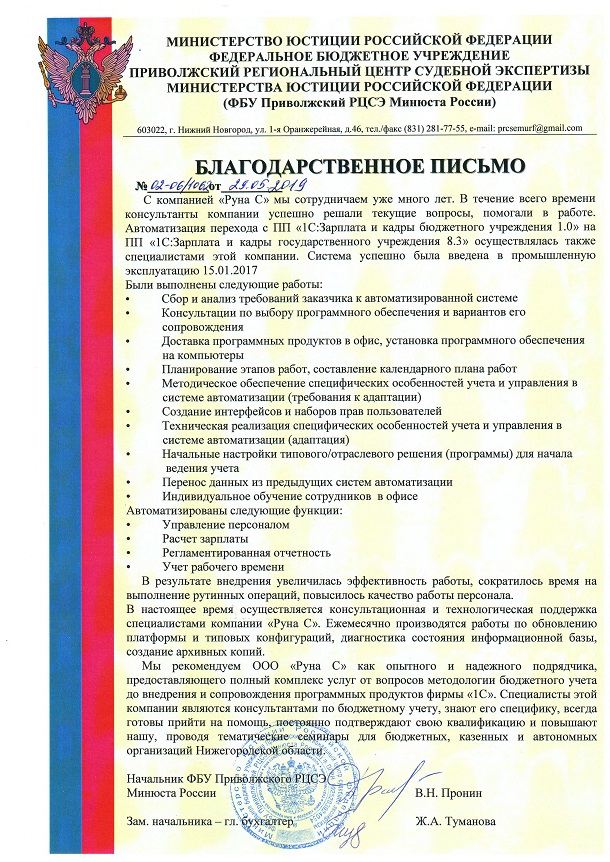 МИНИСТЕРСТВО ЮСТИЦИИ РОССИЙСКОЙ ФЕДЕРАЦИИ
ФЕДЕРАЛЬНОЕ БЮДЖЕТНОЕ УЧРЕЖДЕНИЕ
ПРИВОЛЖСКИЙ РЕГИОНАЛЬНЫЙ ЦЕНТР СУДЕБНОЙ ЭКСПЕРТИЗЫ
МИНИСТЕРСТВА ЮСТИЦИИ РОССИЙСКОЙ ФЕДЕРАЦИИ
(ФБУ Приволжский РЦСЭ Минюста России)
603022, г. Нижний Новгород, ул. 1-я Оранжерейная, д.46, тел./факс (831) 281-77-55, e-mail: prcsemurf@gmail.com
БЛАГОДАРСТВЕННОЕ ПИСЬМО
№ 02-06/1062 от 29.05.2019
С компанией «Руна С» мы сотрудничаем уже много лет. В течение всего времени
консультанты компании успешно решали текущие вопросы, помогали в работе.
Автоматизация перехода с ПП «1С:Зарплата и кадры бюджетного учреждения 1.0» на
ПП «1С:Зарплата и кадры государственного учреждения 8.3» осуществлялась также
специалистами этой компании. Система успешно была введена в промышленную
эксплуатацию 15.01.2017
Были выполнены следующие работы:
• Сбор и анализ требований заказчика к автоматизированной системе
• Консультации по выбору программного обеспечения и вариантов его
сопровождения
• Доставка программных продуктов в офис, установка программного обеспечения
на компьютеры
• Планирование этапов работ, составление календарного плана работ
• Методическое обеспечение специфических особенностей учета и управления в
системе автоматизации (требования к адаптации)
• Создание интерфейсов и наборов прав пользователей
• Техническая реализация специфических особенностей учета и управления в
системе автоматизации (адаптация)
• Начальные настройки типового/отраслевого решения (программы) для начала
ведения учета
• Перенос данных из предыдущих систем автоматизации
• Индивидуальное обучение сотрудников в офисе
Автоматизированы следующие функции:
• Управление персоналом
• Расчет зарплаты
• Регламентированная отчетность
• Учет рабочего времени
В результате внедрения увеличилась эффективность работы, сократилось время на
выполнение рутинных операций, повысилось качество работы персонала.
В настоящее время осуществляется консультационная и технологическая поддержка
специалистами компании «Руна С». Ежемесячно производятся работы по обновлению
платформы и типовых конфигураций, диагностика состояния информационной базы,
создание архивных копий.
Мы рекомендуем ООО «Руна С» как опытного и надежного подрядчика,
предоставляющего полный комплекс услуг от вопросов методологии бюджетного учета
до внедрения и сопровождения программных продуктов фирмы «1С». Специалисты этой
компании являются консультантами по бюджетному учету, знают его специфику, всегда
готовы прийти на помощь, постоянно подтверждают свою квалификацию и повышают
нашу, проводя тематические семинары для бюджетных, казенных и автономных
организаций Нижегородской области.
Начальник ФБУ Приволжского РЦСЭ
Минюста России В.Н. Пронин
Зам. начальника – гл. бухгалтер Ж.А. Туманова